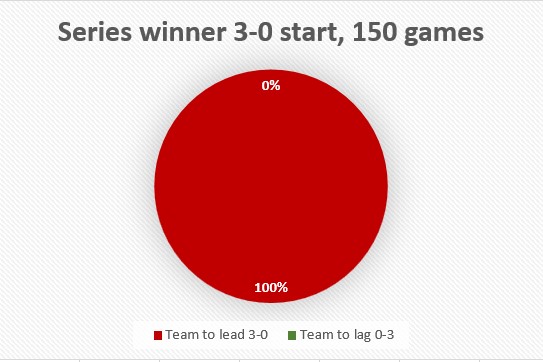 Series winner 3-0 start, 150 games
0%
100%
Team to lead 3-0 Team to lag 0-3